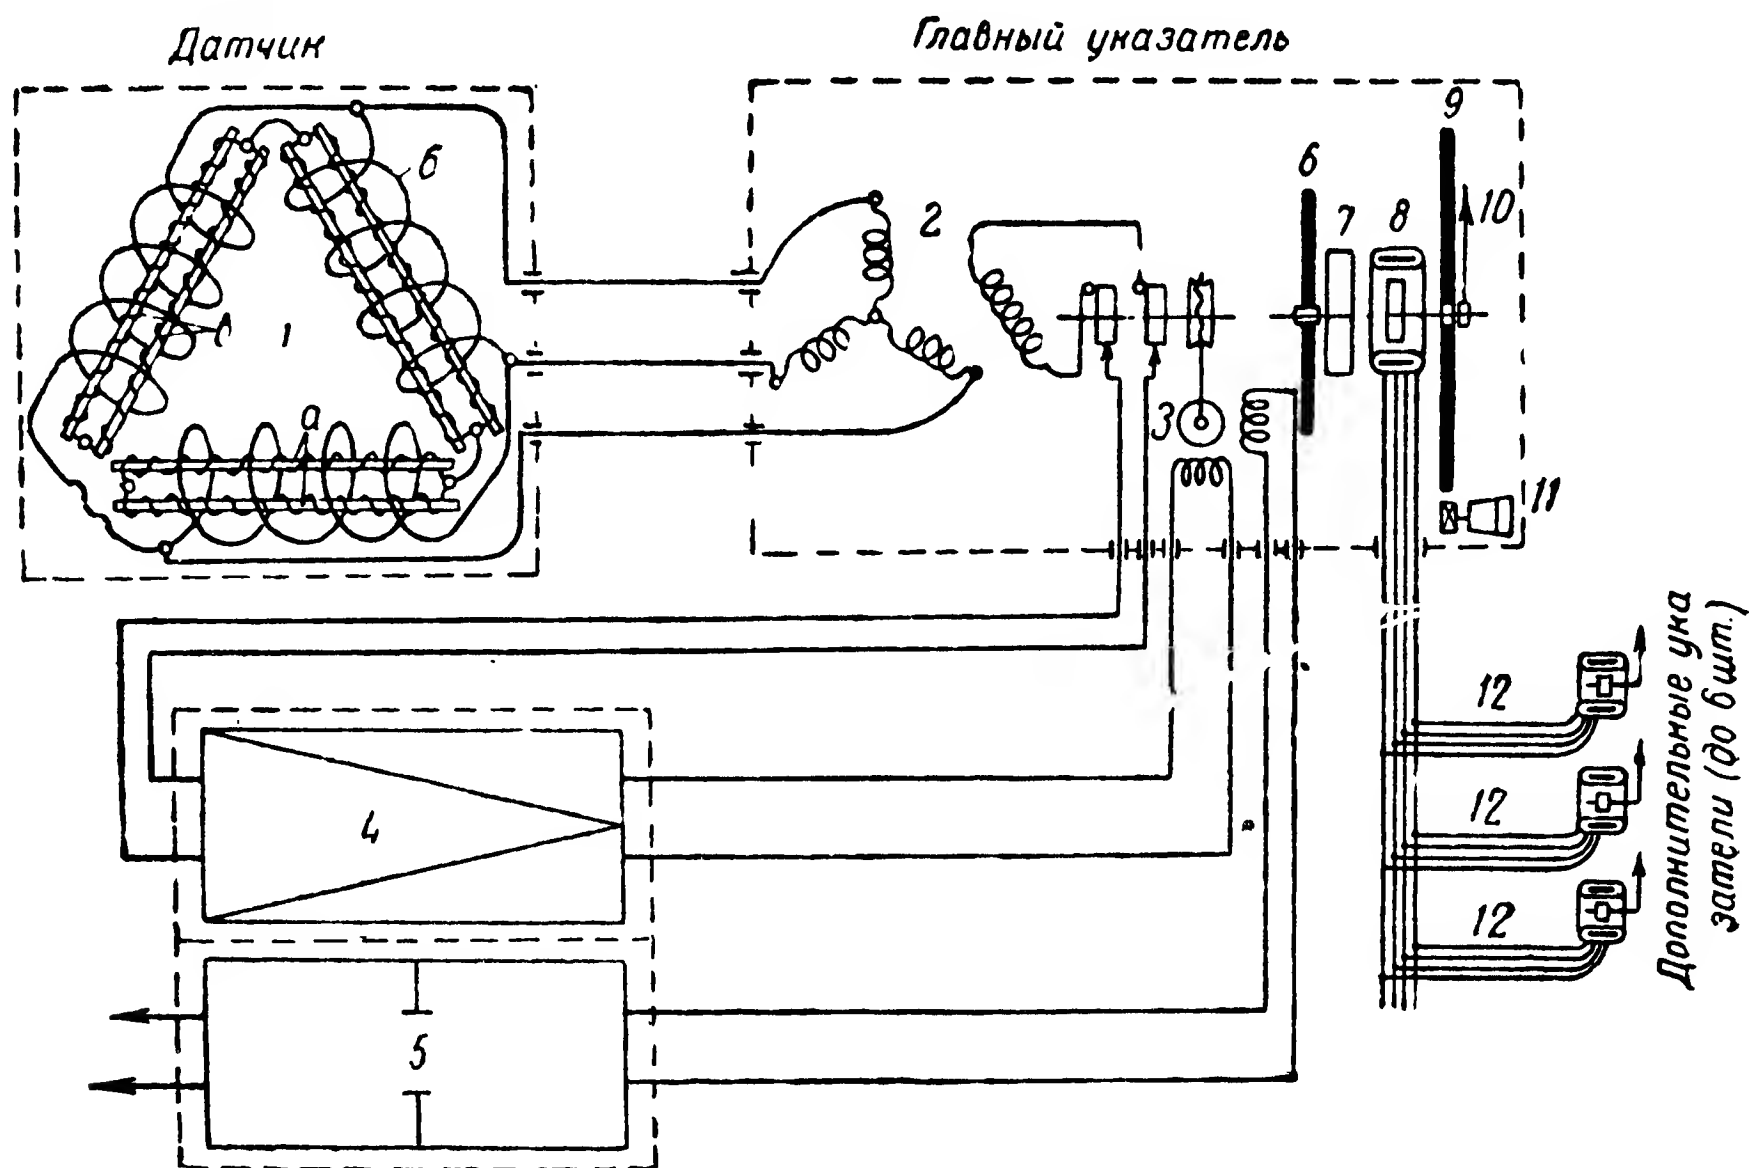 Датчик
Главный указатель
б
в
1
а
2
3
6
7
8
9
10
11
4
5
12
12
12
Дополнительные ука
затели (до 6 шт.)